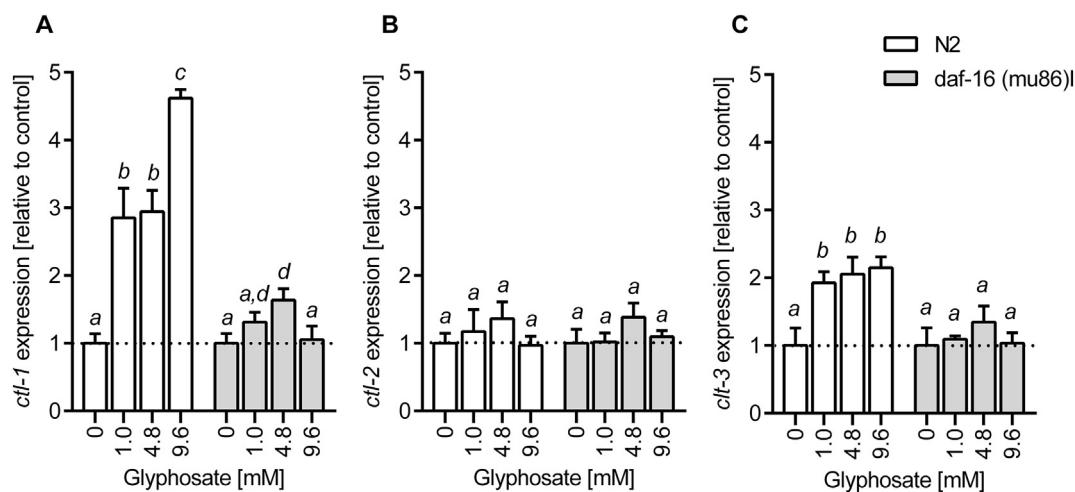 A
ctl-1 expression [relative to control]
5
4
3
2
1
0
a
b
b
c
a
a,d
d
a
0
1.0
4.8
9.6
0
1.0
4.8
9.6
Glyphosate [mM]
B
ctl-2 expression [relative to control]
5
4
3
2
1
0
a
a
a
a
a
a
a
a
0
1.0
4.8
9.6
0
1.0
4.8
9.6
Glyphosate [mM]
C
N2
daf-16 (mu86)I
clt-3 expression [relative to control]
5
4
3
2
1
0
a
b
b
b
a
a
a
a
0
1.0
4.8
9.6
0
1.0
4.8
9.6
Glyphosate [mM]